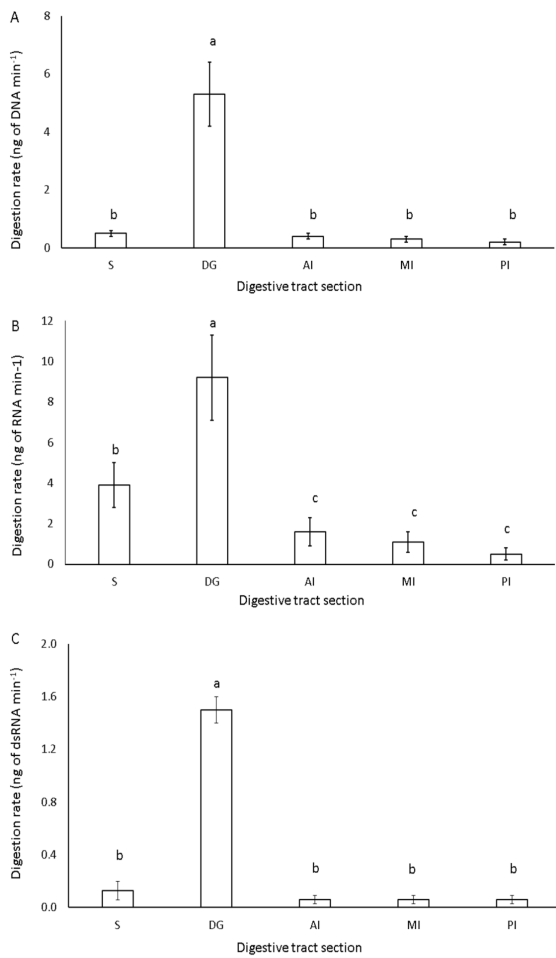 A
Digestion rate (ng of DNA min⁻¹)
8
6
4
2
0
a
b
b
b
b
S DG AI MI PI
Digestive tract section
B
Digestion rate (ng of RNA min-1)
12
10
8
6
4
2
0
a
b
c
c
c
S DG AI MI PI
Digestive tract section
C
Digestion rate (ng of dsRNA min⁻¹)
2.0
1.6
1.2
0.8
0.4
0.0
a
b
b
b
b
S DG AI MI PI
Digestive tract section